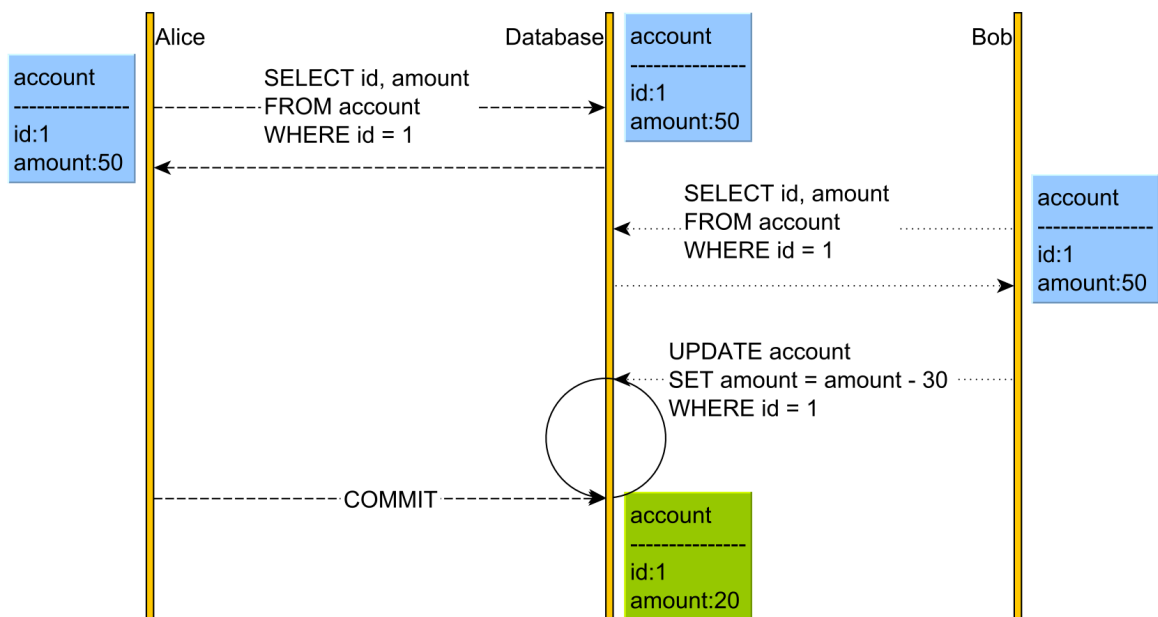 Alice
Database
Bob
account
---------------
id:1
amount:50
account
---------------
id:1
amount:50
SELECT id, amount
FROM account
WHERE id = 1
SELECT id, amount
FROM account
WHERE id = 1
account
---------------
id:1
amount:50
UPDATE account
SET amount = amount - 30
WHERE id = 1
COMMIT
account
---------------
id:1
amount:20